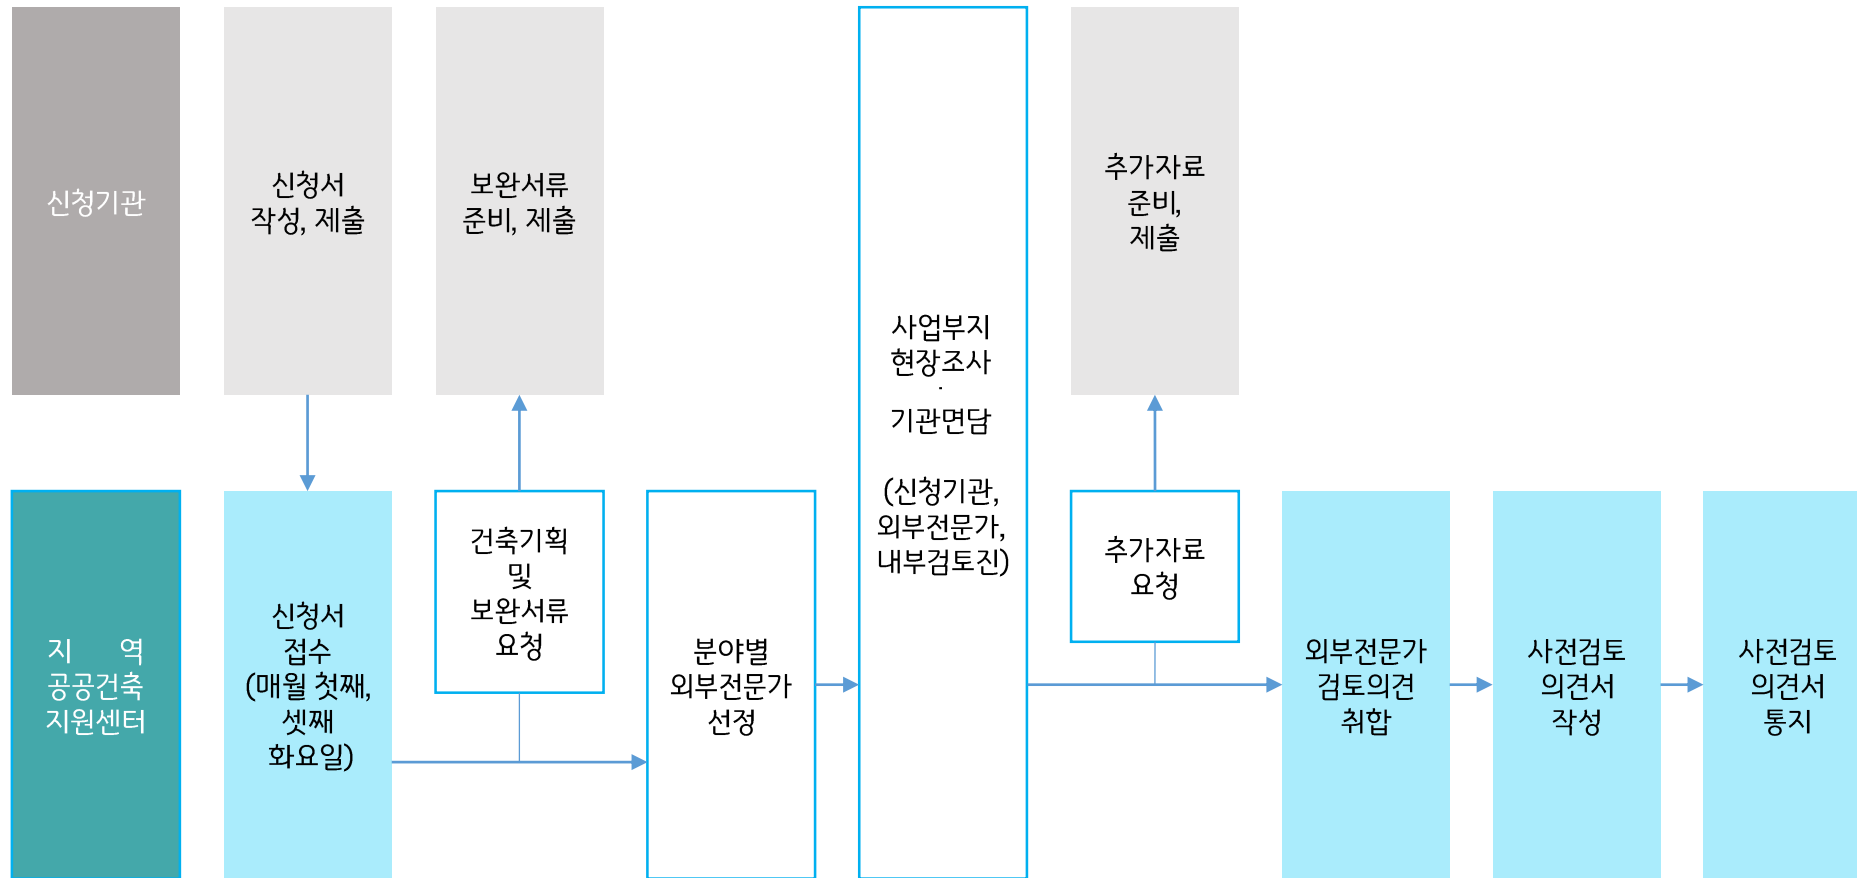 신청기관
신청서
작성, 제출
보완서류
준비, 제출
사업부지
현장조사
·
기관면담
(신청기관,
외부전문가,
내부검토진)
추가자료
준비,
제출
지 역
공공건축
지원센터
신청서
접수
(매월 첫째,
셋째
화요일)
건축기획
및
보완서류
요청
분야별
외부전문가
선정
추가자료
요청
외부전문가
검토의견
취합
사전검토
의견서
작성
사전검토
의견서
통지